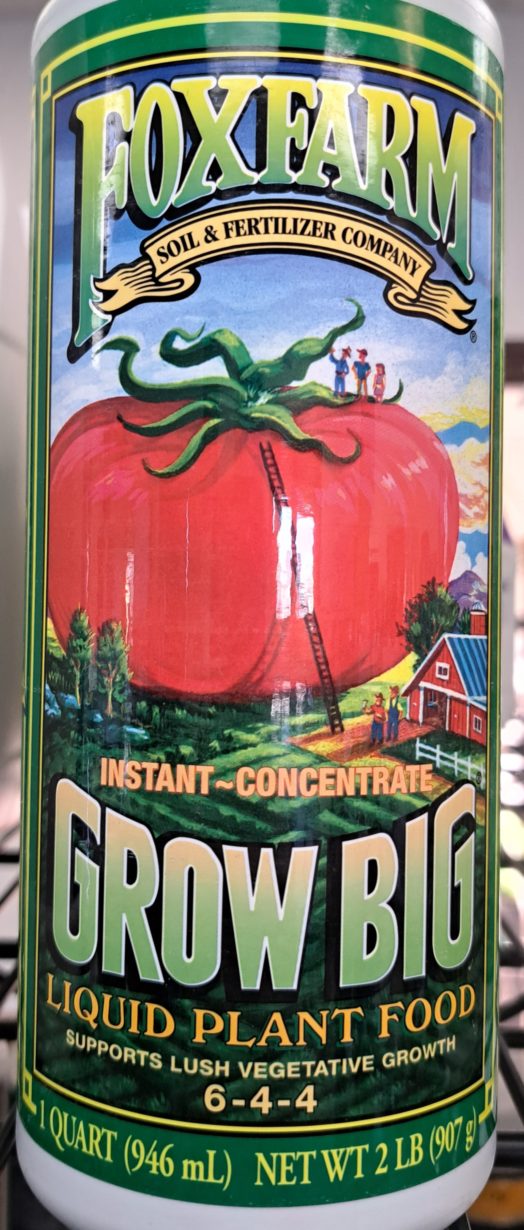 FOXFARM
SOIL & FERTILIZER COMPANY
®
INSTANT~CONCENTRATE
GROW BIG
LIQUID PLANT FOOD
SUPPORTS LUSH VEGETATIVE GROWTH
6-4-4
1 QUART (946 mL) NET WT 2 LB (907 g)